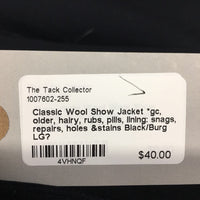 The Tack Collector
1007602-255
Classic Wool Show Jacket *gc,
older, hairy, rubs, pills, lining: snags,
repairs, holes &stains Black/Burg
LG?
$40.00
4VHNQF